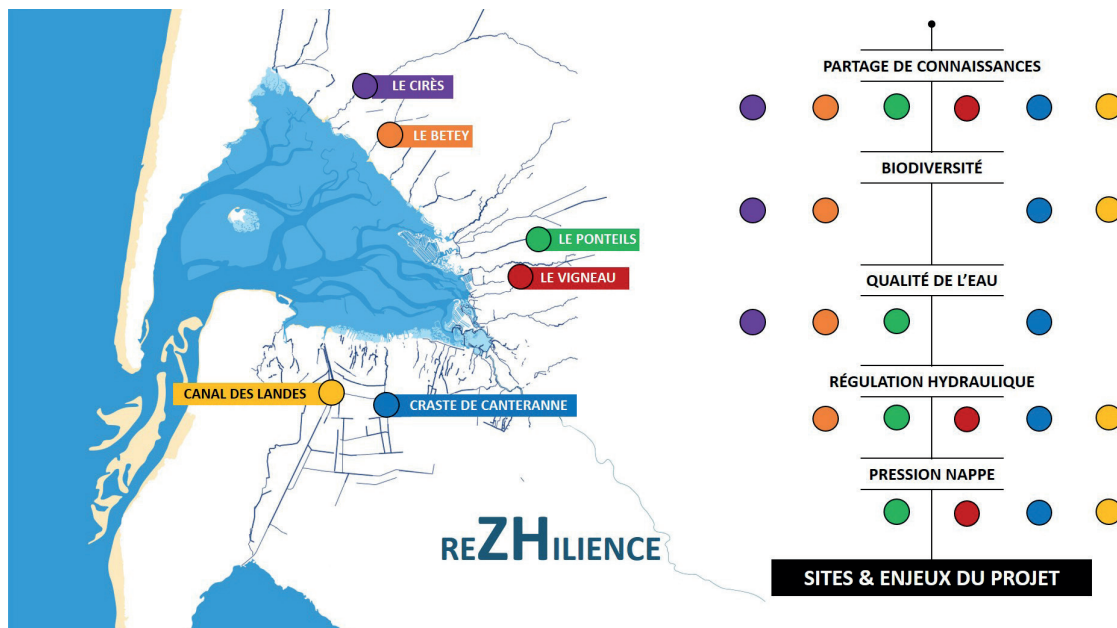 LE CIRÈS
LE BETEY
LE PONTEILS
LE VIGNEAU
CANAL DES LANDES
CRASTE DE CANTERANNE
REZHILIENCE
PARTAGE DE CONNAISSANCES
BIODIVERSITÉ
QUALITÉ DE L'EAU
RÉGULATION HYDRAULIQUE
PRESSION NAPPE
SITES & ENJEUX DU PROJET